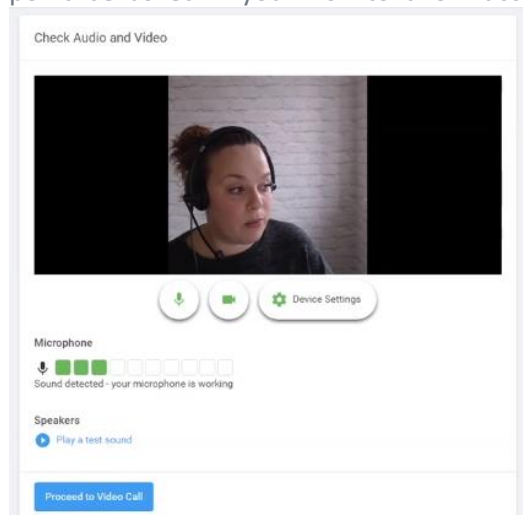 Check Audio and Video
Device Settings
Microphone
Sound detected - your microphone is working
Speakers
Play a test sound
Proceed to Video Call